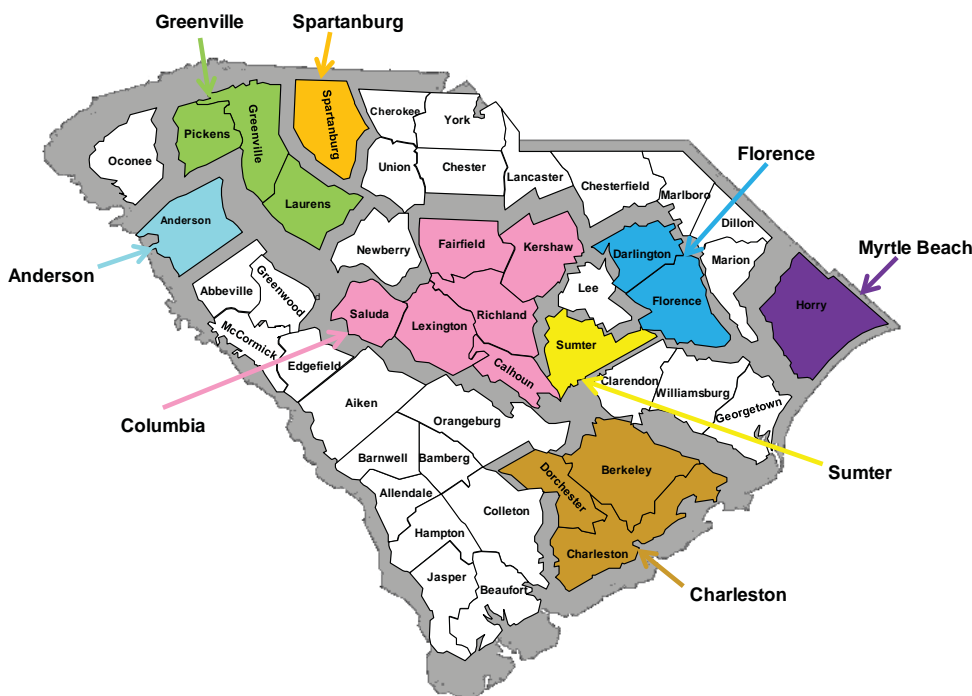 Greenville
Spartanburg
Cherokee
York
Pickens
Greenville
Spartanburg
Oconee
Union
Chester
Lancaster
Florence
Chesterfield
Marlboro
Laurens
Anderson
Dillon
Newberry
Fairfield
Kershaw
Darlington
Marion
Myrtle Beach
Anderson
Abbeville
Greenwood
Lee
Florence
Horry
Saluda
Lexington
Richland
McCormick
Sumter
Edgefield
Calhoun
Clarendon
Williamsburg
Georgetown
Columbia
Aiken
Orangeburg
Barnwell
Bamberg
Berkeley
Sumter
Dorchester
Allendale
Colleton
Hampton
Charleston
Jasper
Beaufort
Charleston